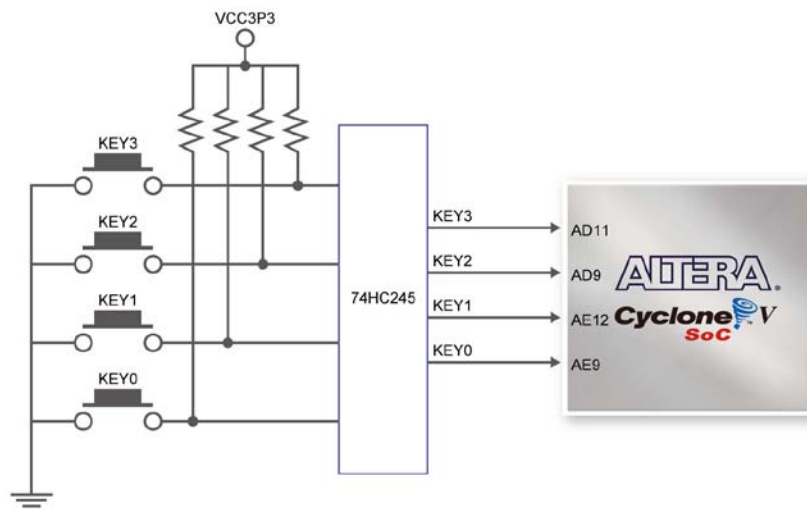 VCC3P3
KEY3
KEY2
KEY1
KEY0
74HC245
KEY3
KEY2
KEY1
KEY0
AD11
AD9
AE12
AE9
ALTERA.
Cyclone V
SoC